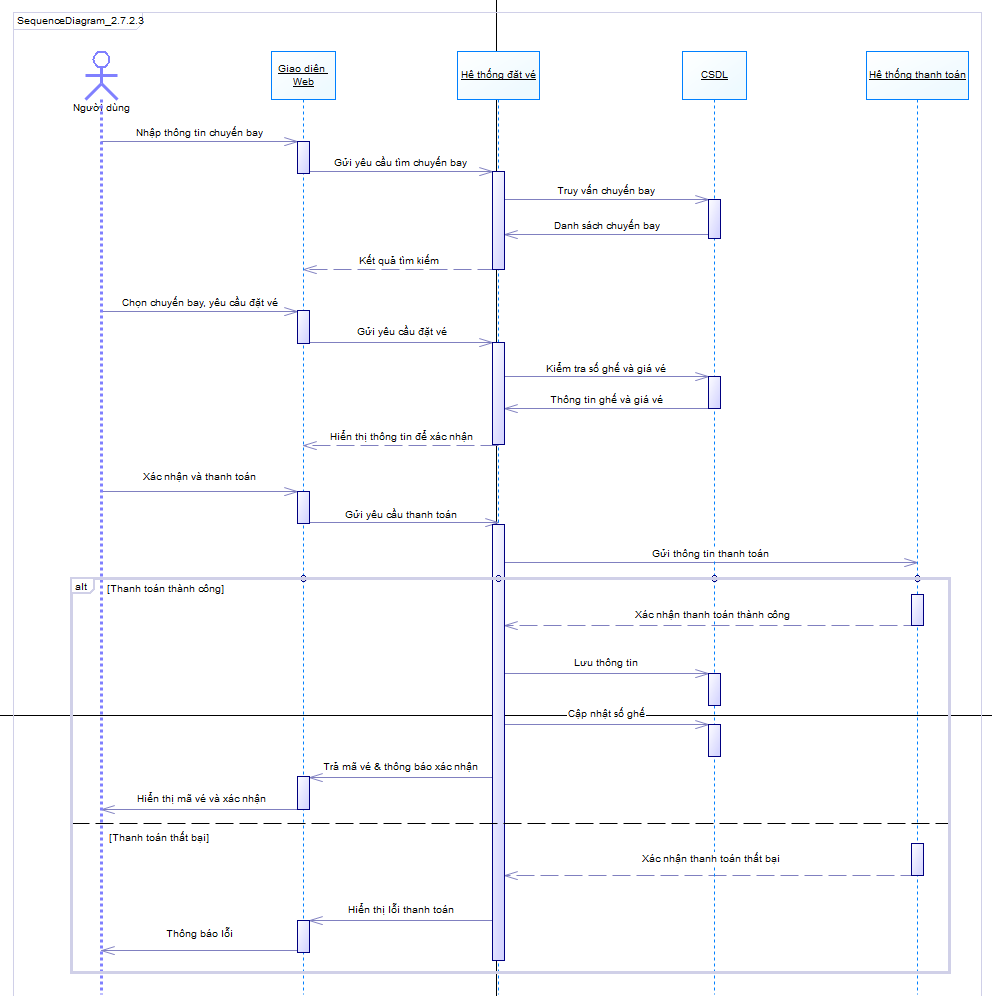 SequenceDiagram_2.7.2.3
Người dùng
Giao diện
Web
Hê thống đặt vé
CSDL
Hê thống thanh toán
Nhập thông tin chuyến bay
Gửi yêu cầu tìm chuyến bay
Truy vấn chuyến bay
Danh sách chuyến bay
Kết quả tìm kiếm
Chọn chuyến bay, yêu cầu đặt vé
Gửi yêu cầu đặt vé
Kiểm tra số ghế và giá vé
Thông tin ghế và giá vé
Hiển thị thông tin để xác nhận
Xác nhận và thanh toán
Gửi yêu cầu thanh toán
Gửi thông tin thanh toán
alt
[Thanh toán thành công]
Xác nhận thanh toán thành công
Lưu thông tin
Cập nhật số ghế
Trả mã vé & thông báo xác nhận
Hiển thị mã vé và xác nhận
[Thanh toán thất bại]
Xác nhận thanh toán thất bại
Hiển thị lỗi thanh toán
Thông báo lỗi